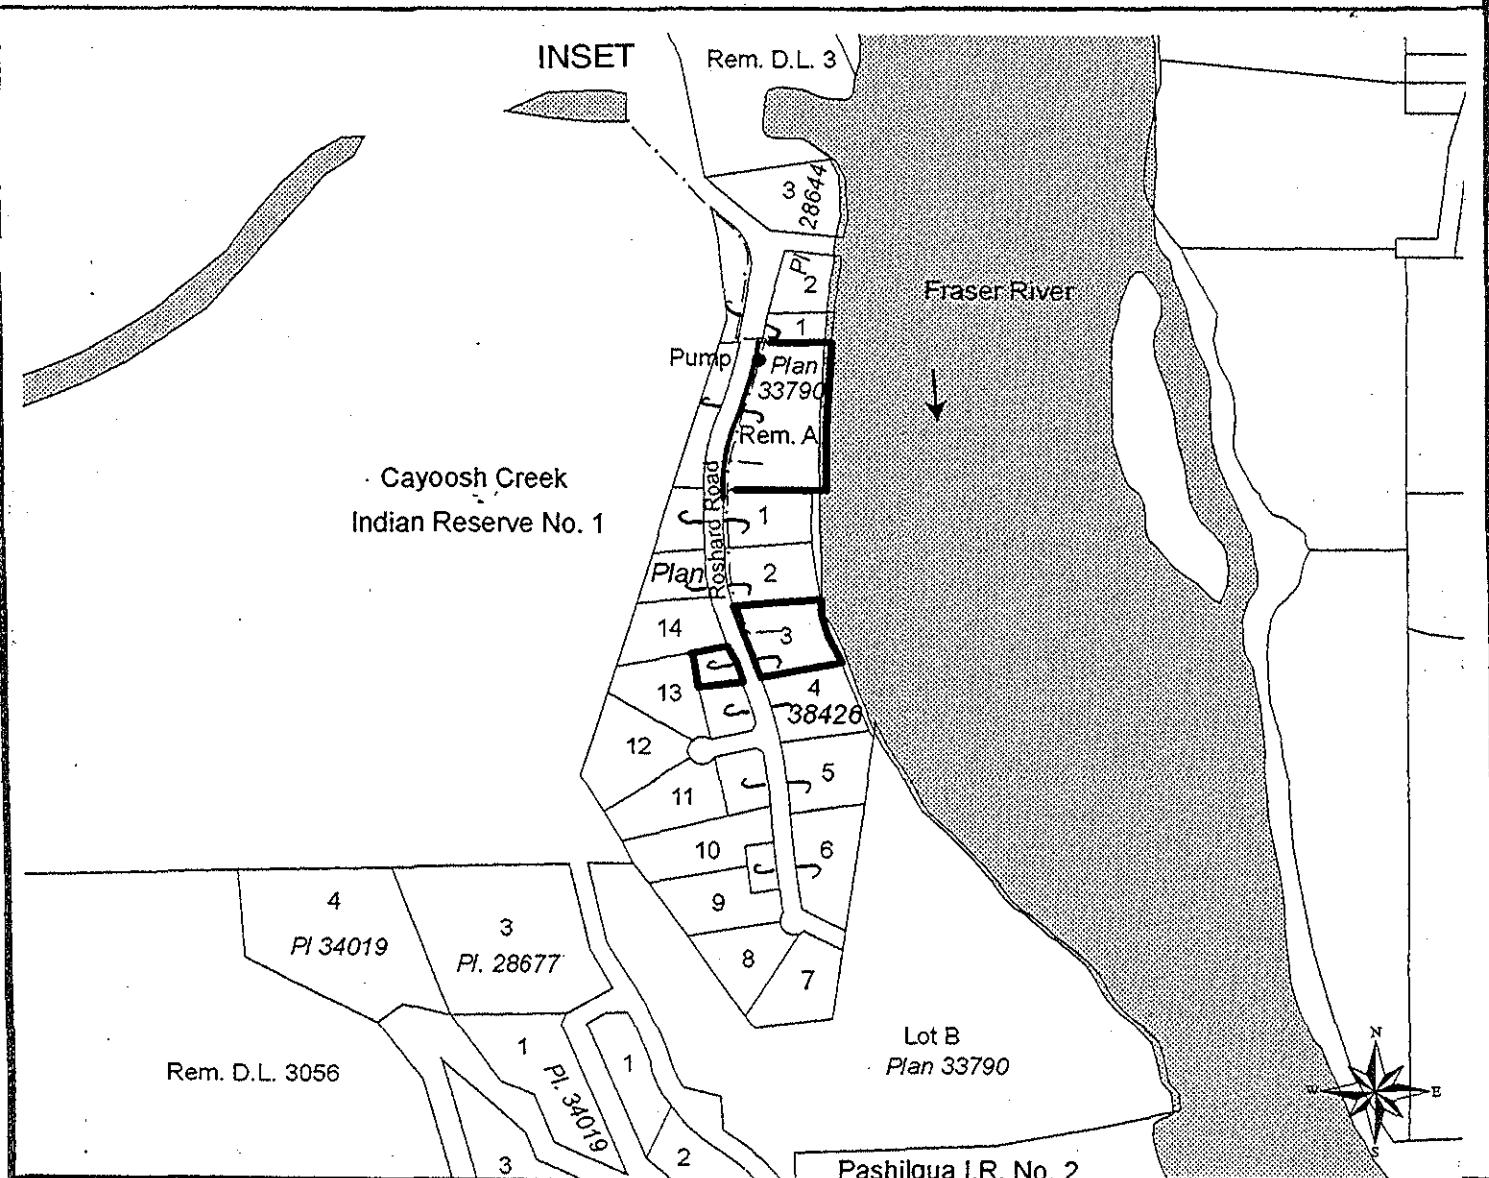 INSET
Rem. D.L. 3
3
28644
Pl
2
Fraser River
1
Pump
Plan
33790
Rem. A
Cayoosh Creek
Indian Reserve No. 1
Roshard Road
1
Plan
2
14
3
13
4
38426
12
5
11
10
6
9
8
7
4
Pl 34019
3
Pl. 28677
1
Pl. 34019
1
Rem. D.L. 3056
3
2
Lot B
Plan 33790
N
W
E
S
Pashilqua I.R. No. 2